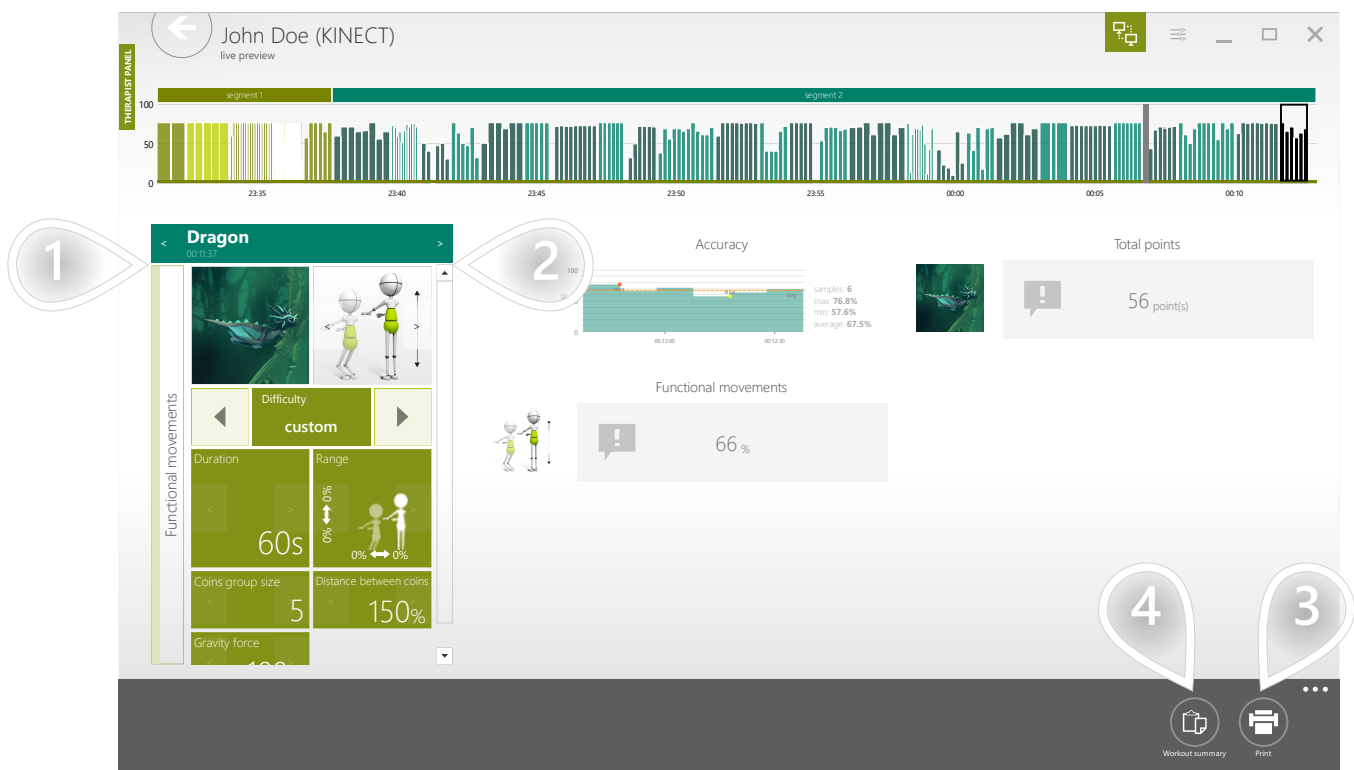 John Doe (KINECT)
live preview
THERAPIST PANEL
segment 1
segment 2
100
50
0
23:35
23:40
23:45
23:50
23:55
00:00
00:05
00:10
1
< Dragon >
00:11:37
2
Functional movements
< >
Difficulty
custom
Duration
< 
60s
Range
0% 0%
0% 0%
>
Coins group size
< >
5
Distance between coins
<
150%
Gravity force
< >
Accuracy
100
0
max
min
avg
00:12:00
00:12:30
samples: 6
max: 76.8%
min: 57.6%
average: 67.5%
Total points
56 point(s)
Functional movements
66 %
4
3
Workout summary
Print